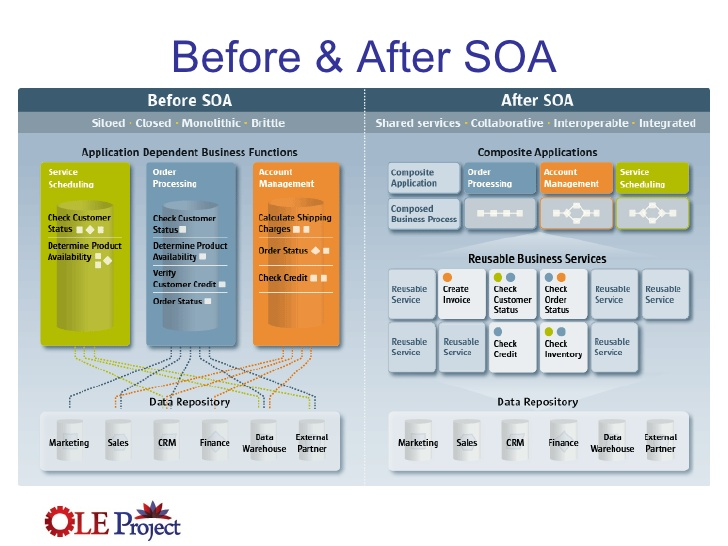 Before & After SOA
Before SOA
Siloed · Closed · Monolithic · Brittle
Application Dependent Business Functions
Service
Scheduling
Check Customer
Status
Determine Product
Availability
Order
Processing
Check Customer
Status
Determine Product
Availability
Verify
Customer Credit
Order Status
Account
Management
Calculate Shipping
Charges
Order Status
Check Credit
Data Repository
Marketing
Sales
CRM
Finance
Data
Warehouse
External
Partner
After SOA
Shared services · Collaborative · Interoperable · Integrated
Composite Applications
Composite
Application
Order
Processing
Account
Management
Service
Scheduling
Composed
Business Process
Reusable Business Services
Reusable
Service
Create
Invoice
Check
Customer
Status
Check
Order
Status
Reusable
Service
Reusable
Service
Reusable
Service
Reusable
Service
Check
Credit
Check
Inventory
Reusable
Service
Data Repository
Marketing
Sales
CRM
Finance
Data
Warehouse
External
Partner
OLE Project